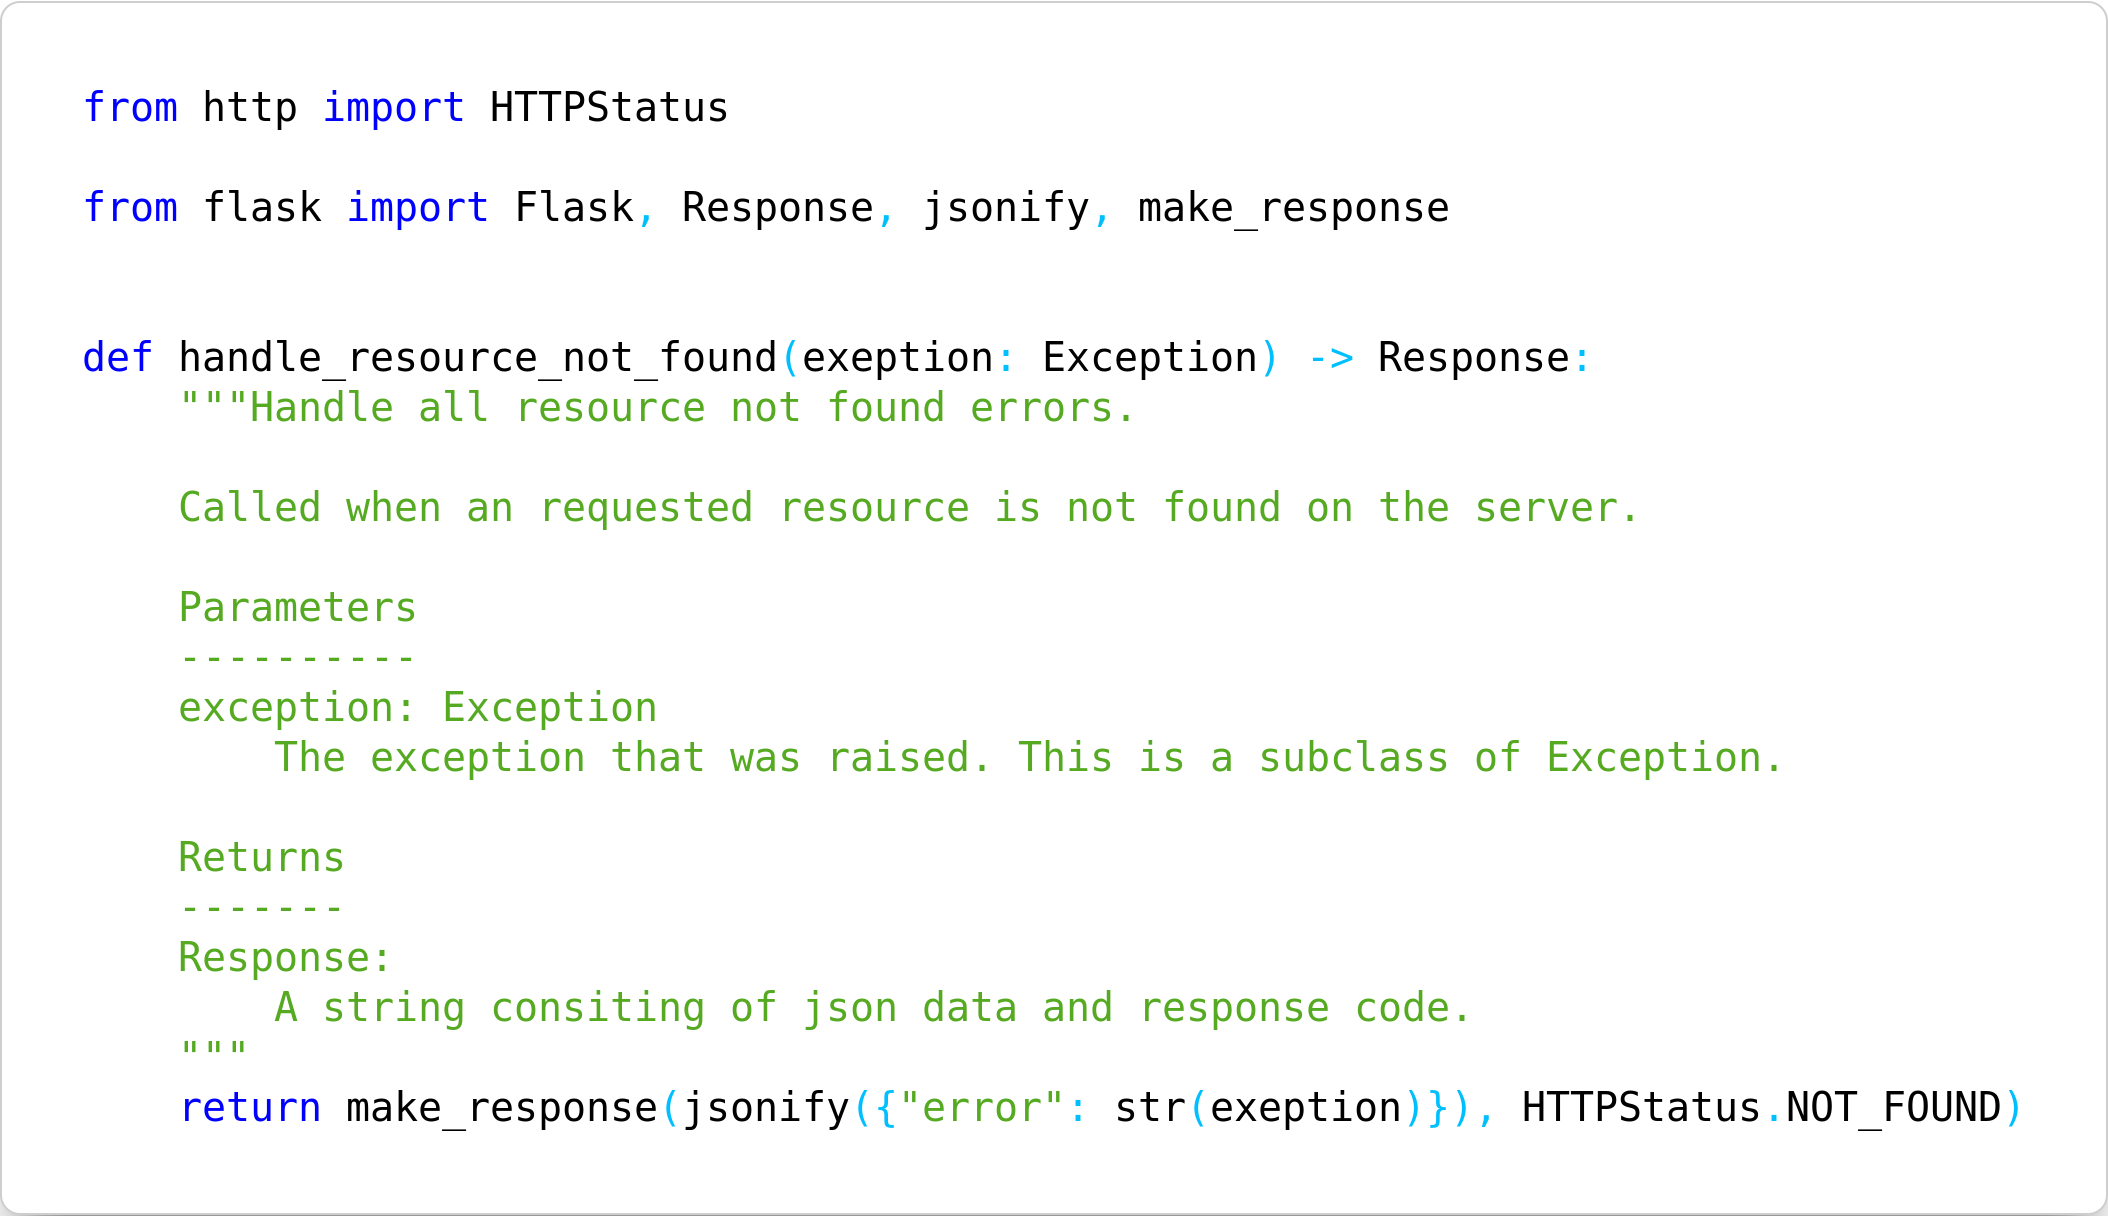 from http import HTTPStatus
from flask import Flask, Response, jsonify, make_response
def handle_resource_not_found(exeption: Exception) -> Response:
    """Handle all resource not found errors.
    Called when an requested resource is not found on the server.
    Parameters
    ----------
    exception: Exception
        The exception that was raised. This is a subclass of Exception.
    Returns
    -------
    Response:
        A string consiting of json data and response code.
    """
    return make_response(jsonify({"error": str(exeption)}), HTTPStatus.NOT_FOUND)